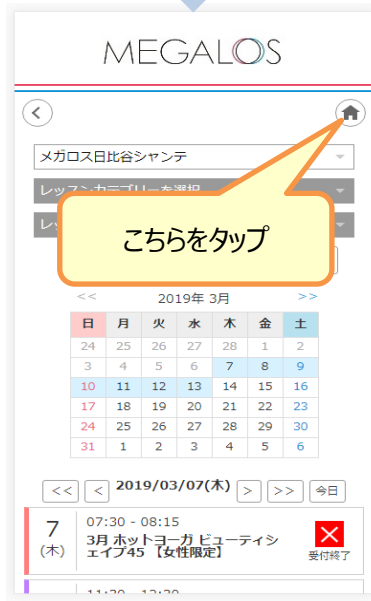 MEGALOS
<
メガロス日比谷シャンテ
レッスンカテゴリーを選択
レッ
こちらをタップ
<< 2019年 3月 >>
日 月 火 水 木 金 土
24 25 26 27 28 1 2
3 4 5 6 7 8 9
10 11 12 13 14 15 16
17 18 19 20 21 22 23
24 25 26 27 28 29 30
31 1 2 3 4 5 6
<< < 2019/03/07(木) > >> 今日
7
(木)
07:30 - 08:15
3月 ホットヨーガ ビューティシ
ェイプ45 【女性限定】
受付終了
11:30 - 12:30